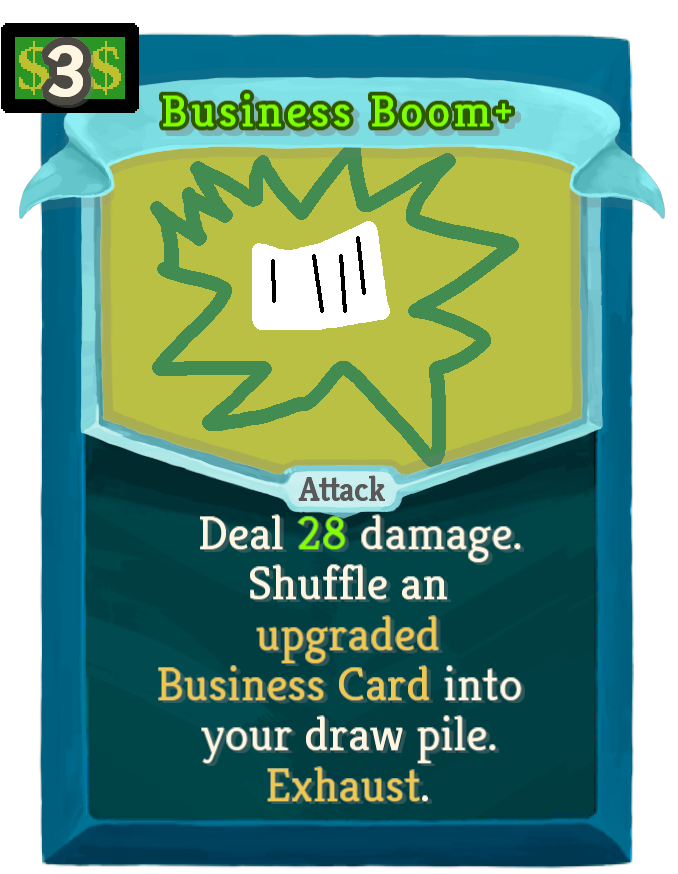 $3$
Business Boom+
Attack
Deal 28 damage.
Shuffle an
upgraded
Business Card into
your draw pile.
Exhaust.